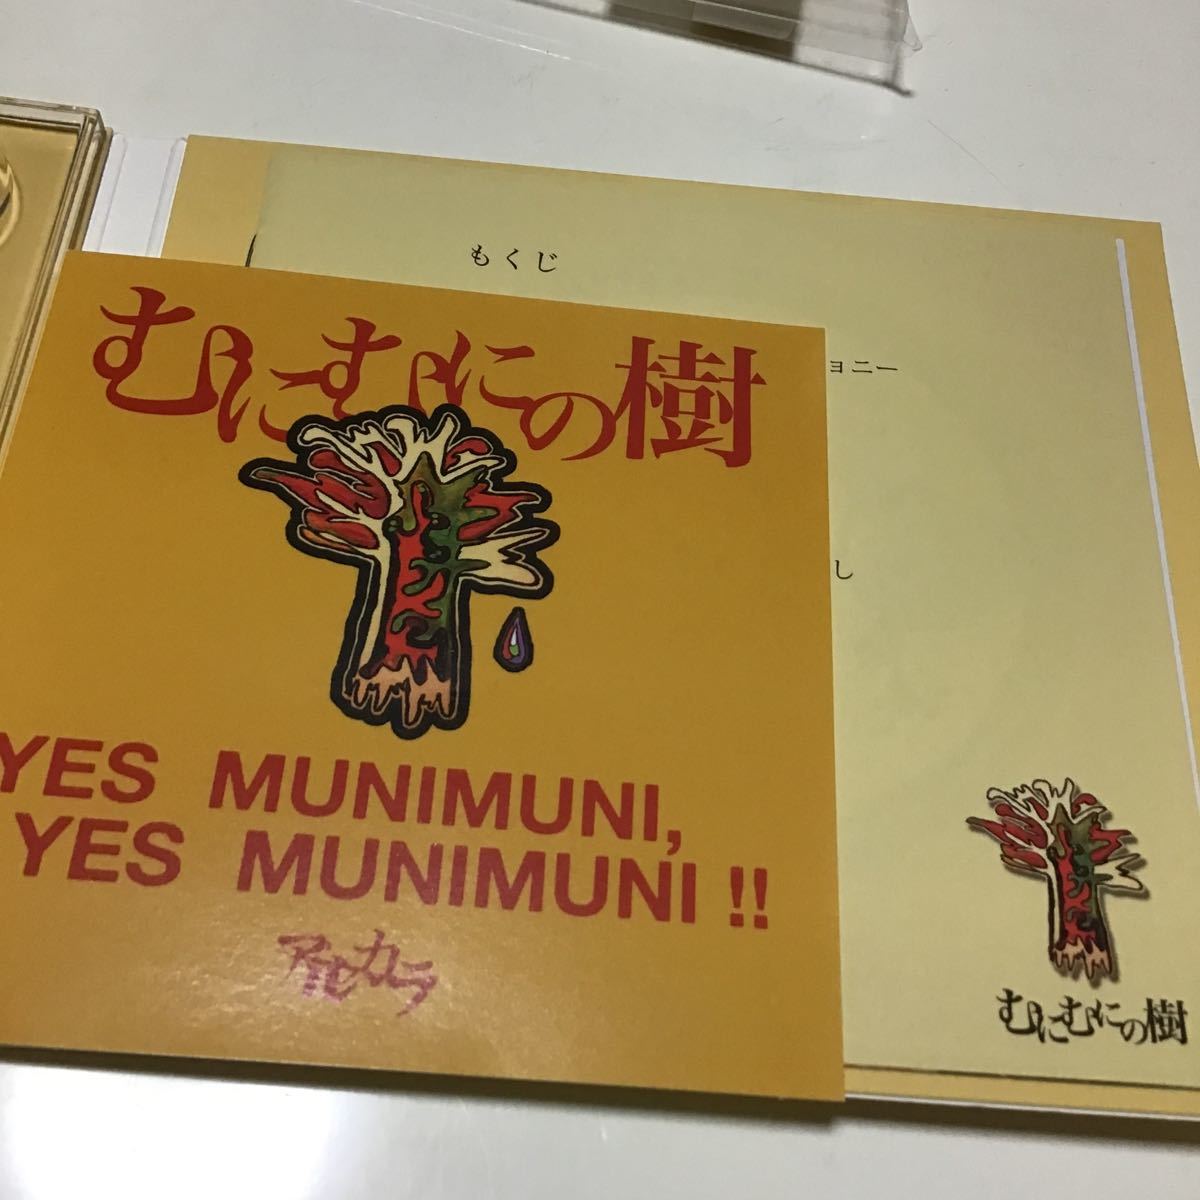 もくじ
ョニー
し
むにむにの樹
YES MUNIMUNI,
YES MUNIMUNI !!
アルカラ
むにむにの樹